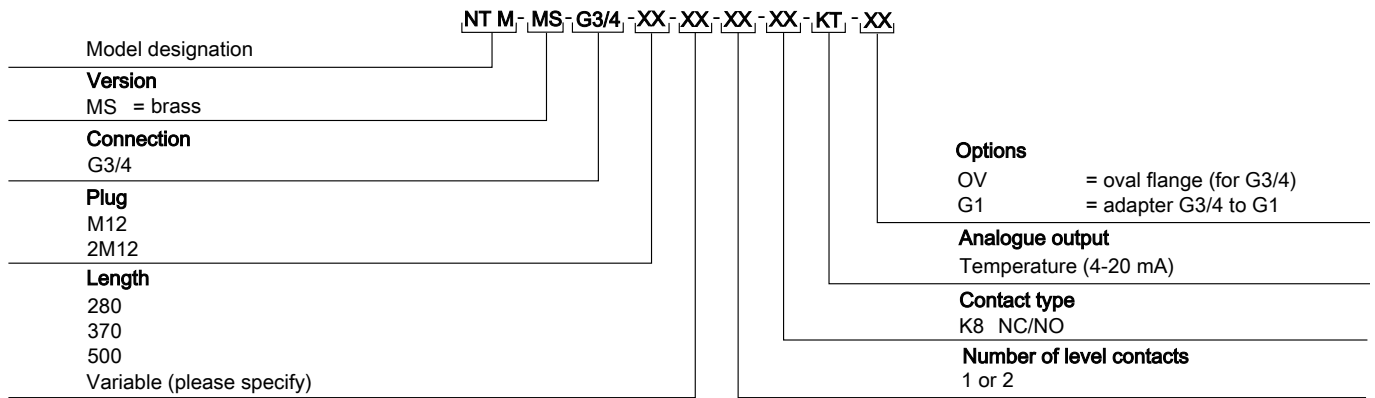 NT M - MS - G3/4 - XX - XX - XX - XX - KT - XX
Model designation
Version
MS = brass
Connection
G3/4
Plug
M12
2M12
Length
280
370
500
Variable (please specify)
Options
OV = oval flange (for G3/4)
G1 = adapter G3/4 to G1
Analogue output
Temperature (4-20 mA)
Contact type
K8 NC/NO
Number of level contacts
1 or 2